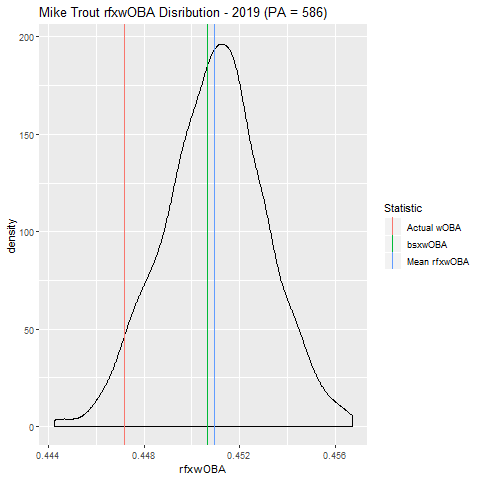 Mike Trout rfxwOBA Disribution - 2019 (PA = 586)
200
150
100
50
0
density
0.444 0.448 0.452 0.456
rfxwOBA
Statistic
Actual wOBA
bsxwOBA
Mean rfxwOBA